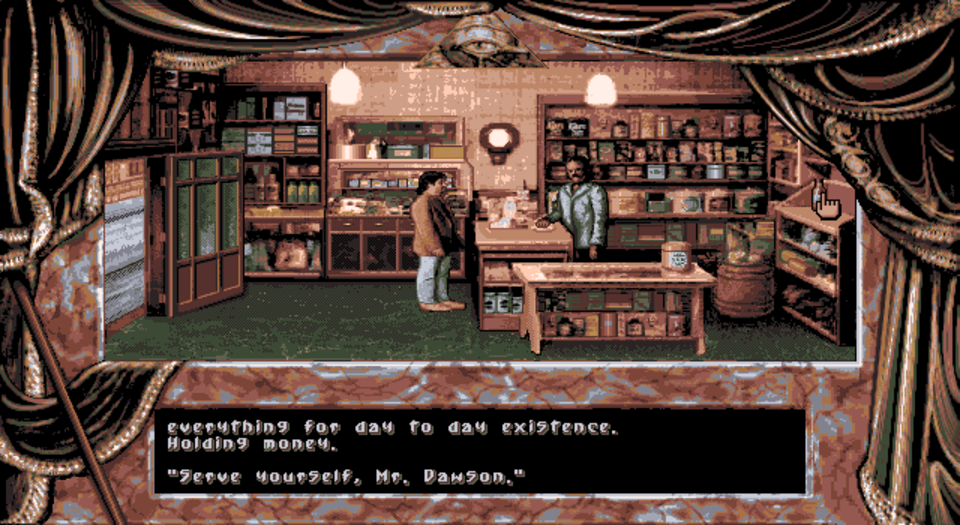 everything for day to day existence.
Holding money.
"Serve yourself, Mr. Dawson."